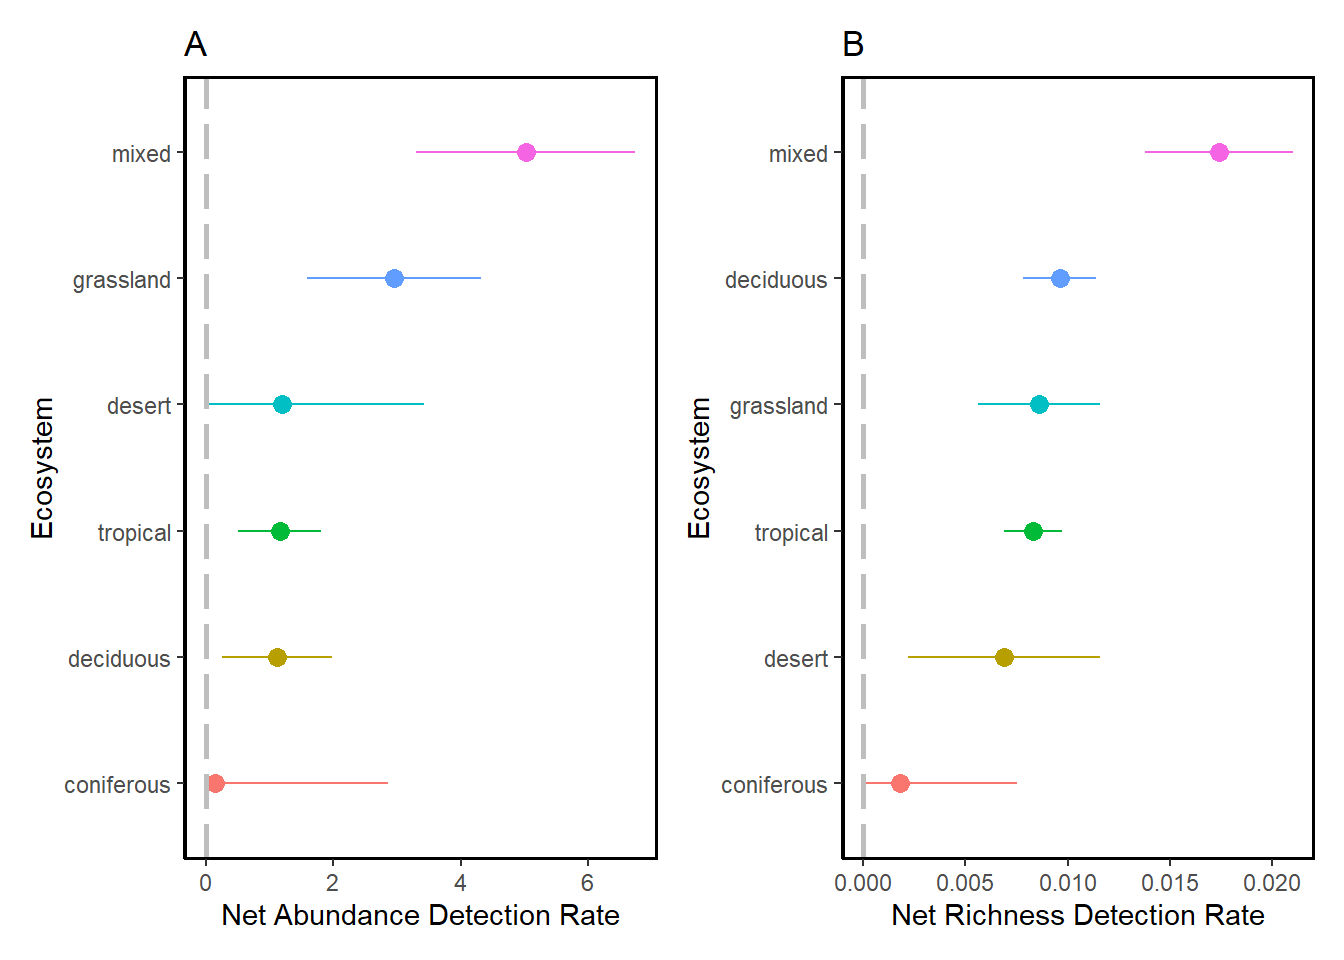 A
mixed
grassland
desert
tropical
deciduous
coniferous
Ecosystem
0 2 4 6
Net Abundance Detection Rate
B
mixed
deciduous
grassland
tropical
desert
coniferous
Ecosystem
0.000 0.005 0.010 0.015 0.020
Net Richness Detection Rate